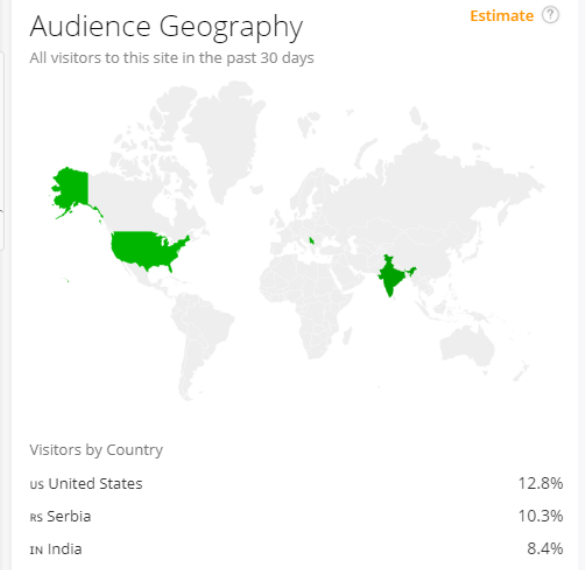 Estimate ?
Audience Geography
All visitors to this site in the past 30 days
Visitors by Country
US United States 12.8%
RS Serbia 10.3%
IN India 8.4%